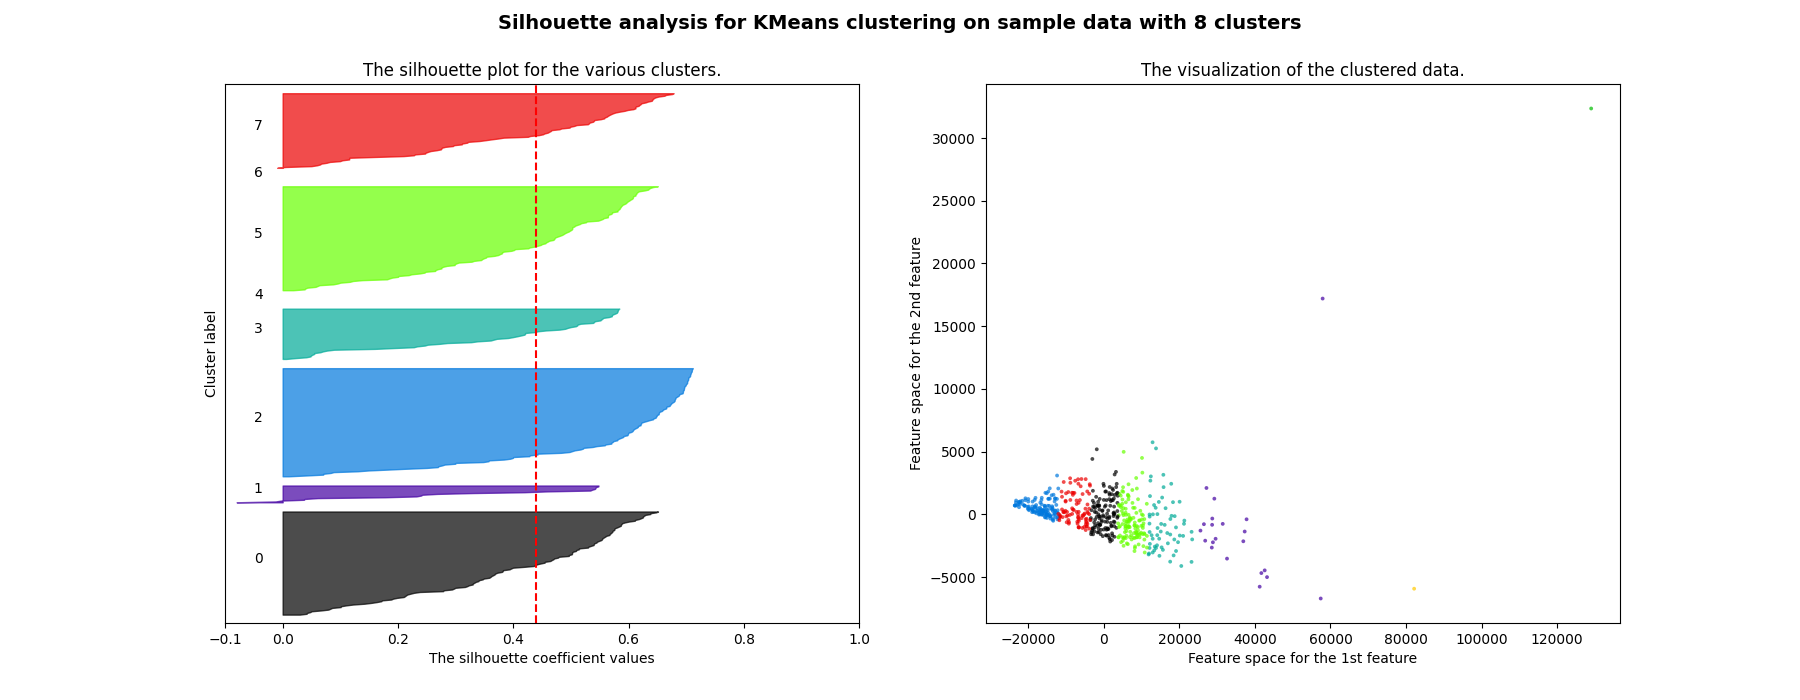 Silhouette analysis for KMeans clustering on sample data with 8 clusters
The silhouette plot for the various clusters.
7
6
5
4
3
2
1
0
Cluster label
−0.1 0.0 0.2 0.4 0.6 0.8 1.0
The silhouette coefficient values
The visualization of the clustered data.
30000
25000
20000
15000
10000
5000
0
−5000
Feature space for the 2nd feature
−20000 0 20000 40000 60000 80000 100000 120000
Feature space for the 1st feature